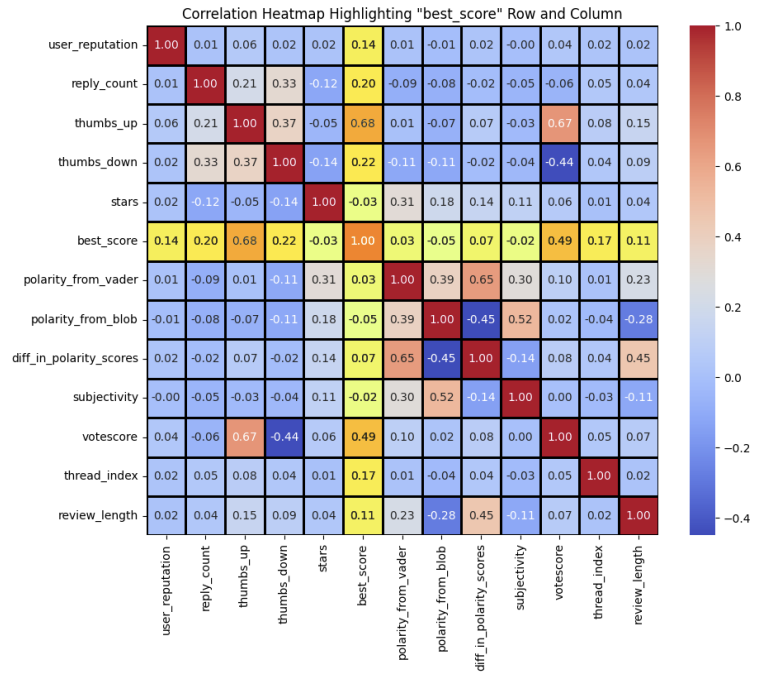 Correlation Heatmap Highlighting "best_score" Row and Column
user_reputation 1.00 0.01 0.06 0.02 0.02 0.14 0.01 -0.01 0.02 -0.00 0.04 0.02 0.02
reply_count 0.01 1.00 0.21 0.33 -0.12 0.20 -0.09 -0.08 -0.02 -0.05 -0.06 0.05 0.04
thumbs_up 0.06 0.21 1.00 0.37 -0.05 0.68 0.01 -0.07 0.07 -0.03 0.67 0.08 0.15
thumbs_down 0.02 0.33 0.37 1.00 -0.14 0.22 -0.11 -0.11 -0.02 -0.04 -0.44 0.04 0.09
stars 0.02 -0.12 -0.05 -0.14 1.00 -0.03 0.31 0.18 0.14 0.11 0.06 0.01 0.04
best_score 0.14 0.20 0.68 0.22 -0.03 1.00 0.03 -0.05 0.07 -0.02 0.49 0.17 0.11
polarity_from_vader 0.01 -0.09 0.01 -0.11 0.31 0.03 1.00 0.39 0.65 0.30 0.10 0.01 0.23
polarity_from_blob -0.01 -0.08 -0.07 -0.11 0.18 -0.05 0.39 1.00 -0.45 0.52 0.02 -0.04 -0.28
diff_in_polarity_scores 0.02 -0.02 0.07 -0.02 0.14 0.07 0.65 -0.45 1.00 -0.14 0.08 0.04 0.45
subjectivity -0.00 -0.05 -0.03 -0.04 0.11 -0.02 0.30 0.52 -0.14 1.00 0.00 -0.03 -0.11
votescore 0.04 -0.06 0.67 -0.44 0.06 0.49 0.10 0.02 0.08 0.00 1.00 0.05 0.07
thread_index 0.02 0.05 0.08 0.04 0.01 0.17 0.01 -0.04 0.04 -0.03 0.05 1.00 0.02
review_length 0.02 0.04 0.15 0.09 0.04 0.11 0.23 -0.28 0.45 -0.11 0.07 0.02 1.00
user_reputation
reply_count
thumbs_up
thumbs_down
stars
best_score
polarity_from_vader
polarity_from_blob
diff_in_polarity_scores
subjectivity
votescore
thread_index
review_length
1.0
0.8
0.6
0.4
0.2
0.0
−0.2
−0.4